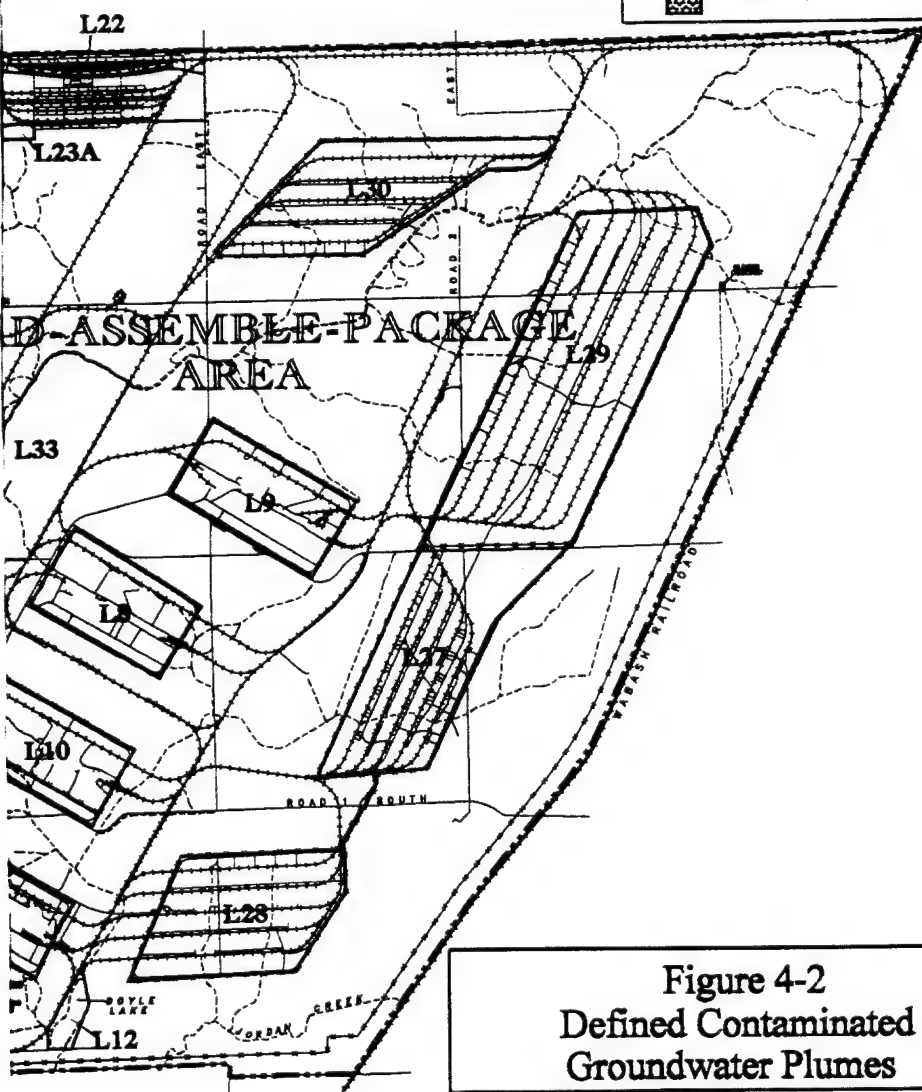 L22
L23A
ROAD 1 EAST
EAST
ROAD 2
L30
D-ASSEMBLE-PACKAGE
AREA
L29
L33
L9
L8
L27
WABASH RAILROAD
L10
ROAD 1 SOUTH
L28
DOYLE
LAKE
L12
JORDAN CREEK
Figure 4-2
Defined Contaminated
Groundwater Plumes